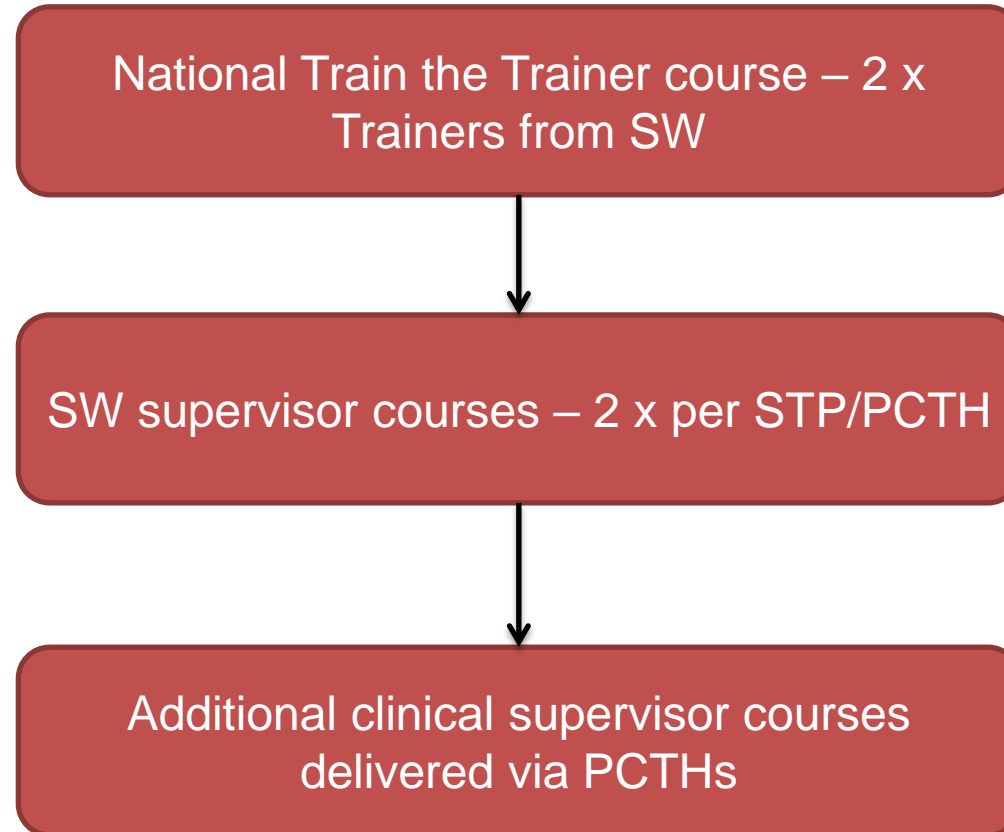 National Train the Trainer course – 2 x
Trainers from SW
SW supervisor courses – 2 x per STP/PCTH
Additional clinical supervisor courses
delivered via PCTHs